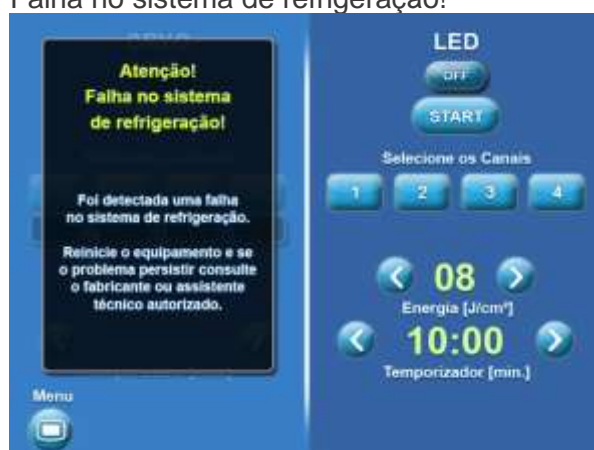 Falha no sistema de refrigeração!
Atenção!
Falha no sistema
de refrigeração!
Foi detectada uma falha
no sistema de refrigeração.
Reinicie o equipamento e se
o problema persistir consulte
o fabricante ou assistente
técnico autorizado.
Menu
LED
OFF
START
Selecione os Canais
1 2 3 4
08
Energia [J/cm²]
10:00
Temporizador [min.]